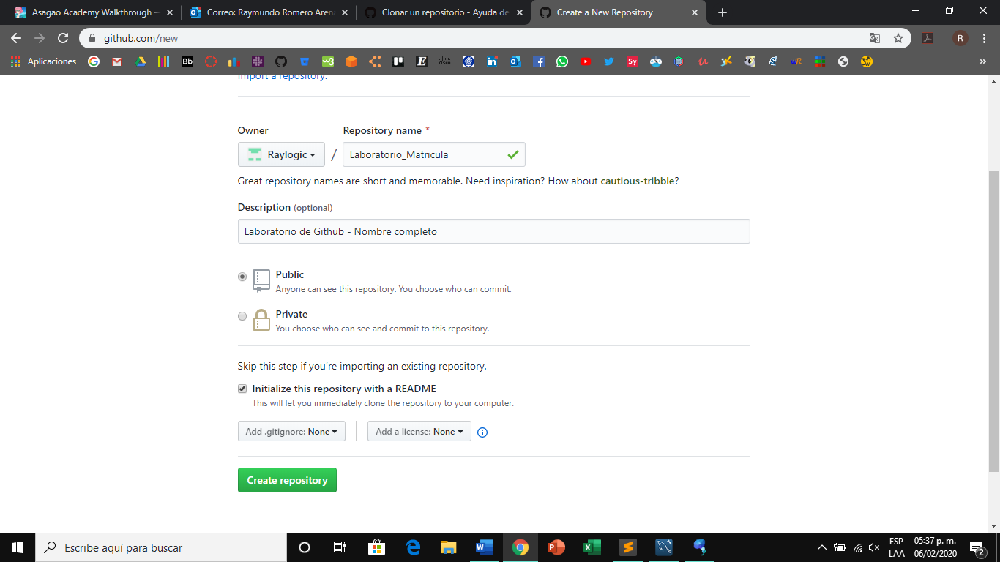 Asagao Academy Walkthrough –
Correo: Raymundo Romero Aren
Clonar un repositorio - Ayuda de
Create a New Repository
github.com/new
R
Aplicaciones
Bb
Import a repository.
Owner
Repository name *
Raylogic
/
Laboratorio_Matricula
Great repository names are short and memorable. Need inspiration? How about cautious-tribble?
Description (optional)
Laboratorio de Github - Nombre completo
Public
Anyone can see this repository. You choose who can commit.
Private
You choose who can see and commit to this repository.
Skip this step if you’re importing an existing repository.
Initialize this repository with a README
This will let you immediately clone the repository to your computer.
Add .gitignore: None
Add a license: None
Create repository
Escribe aquí para buscar
ESP
LAA
05:37 p. m.
06/02/2020
2